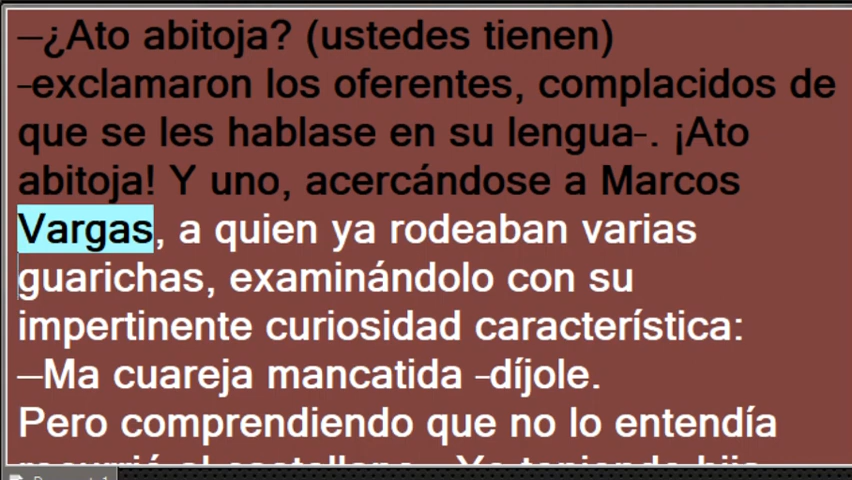 —¿Ato abitoja? (ustedes tienen)
-exclamaron los oferentes, complacidos de
que se les hablase en su lengua-. ¡Ato
abitoja! Y uno, acercándose a Marcos
Vargas, a quien ya rodeaban varias
guarichas, examinándolo con su
impertinente curiosidad característica:
—Ma cuareja mancatida -díjole.
Pero comprendiendo que no lo entendía